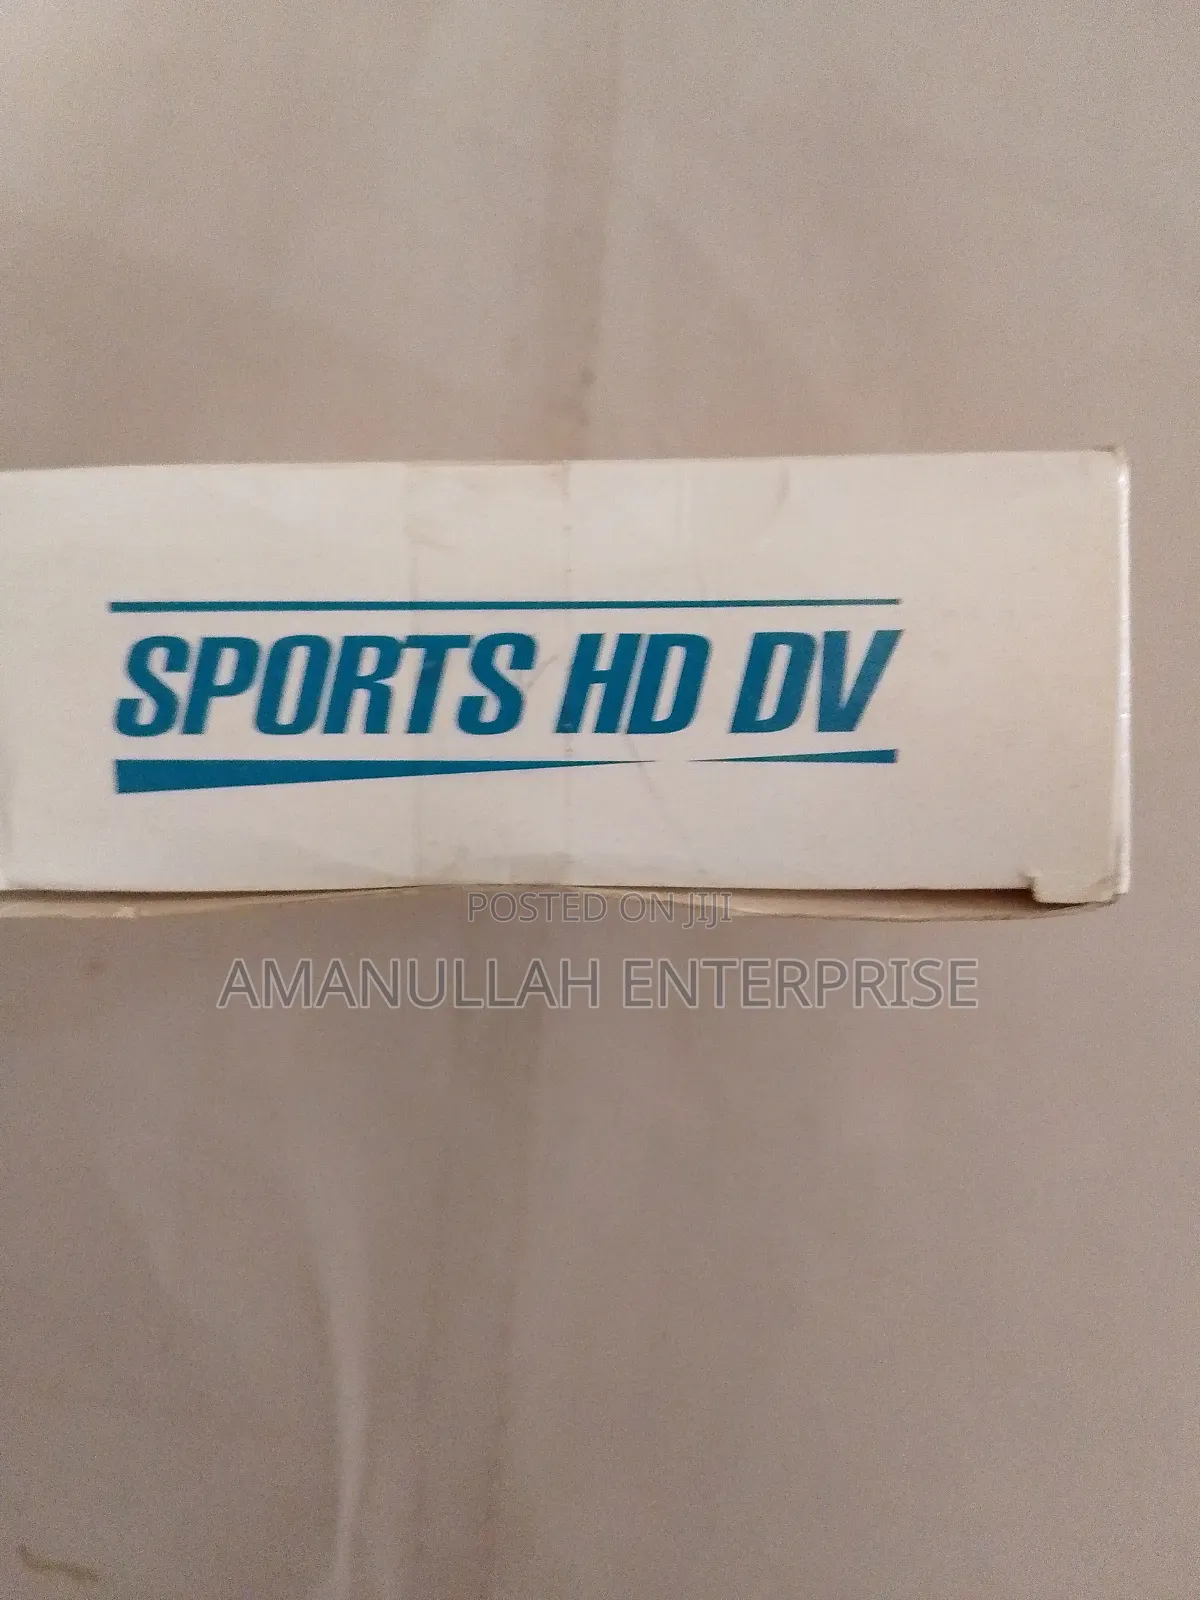 SPORTS HD DV
POSTED ON JIJI
AMANULLAH ENTERPRISE